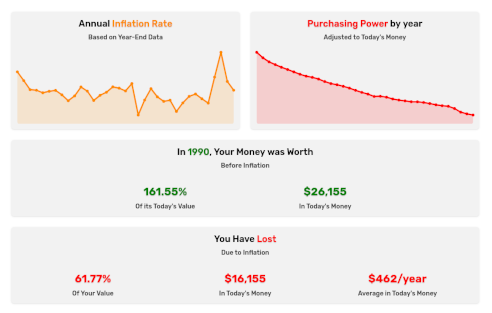 Annual Inflation Rate
Based on Year-End Data
Purchasing Power by year
Adjusted to Today's Money
In 1990, Your Money was Worth
Before Inflation
161.55%
Of its Today's Value
$26,155
In Today's Money
You Have Lost
Due to Inflation
61.77%
Of Your Value
$16,155
In Today's Money
$462/year
Average in Today's Money